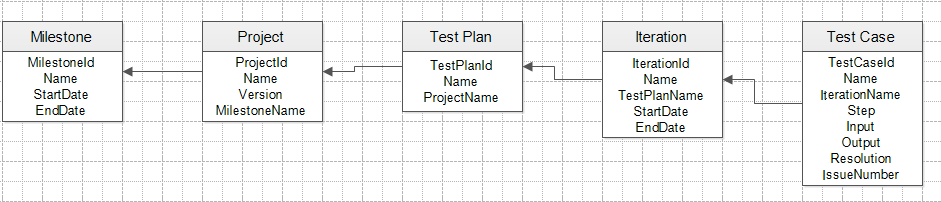 Milestone
MilestoneId
Name
StartDate
EndDate
Project
ProjectId
Name
Version
MilestoneName
Test Plan
TestPlanId
Name
ProjectName
Iteration
IterationId
Name
TestPlanName
StartDate
EndDate
Test Case
TestCaseId
Name
IterationName
Step
Input
Output
Resolution
IssueNumber